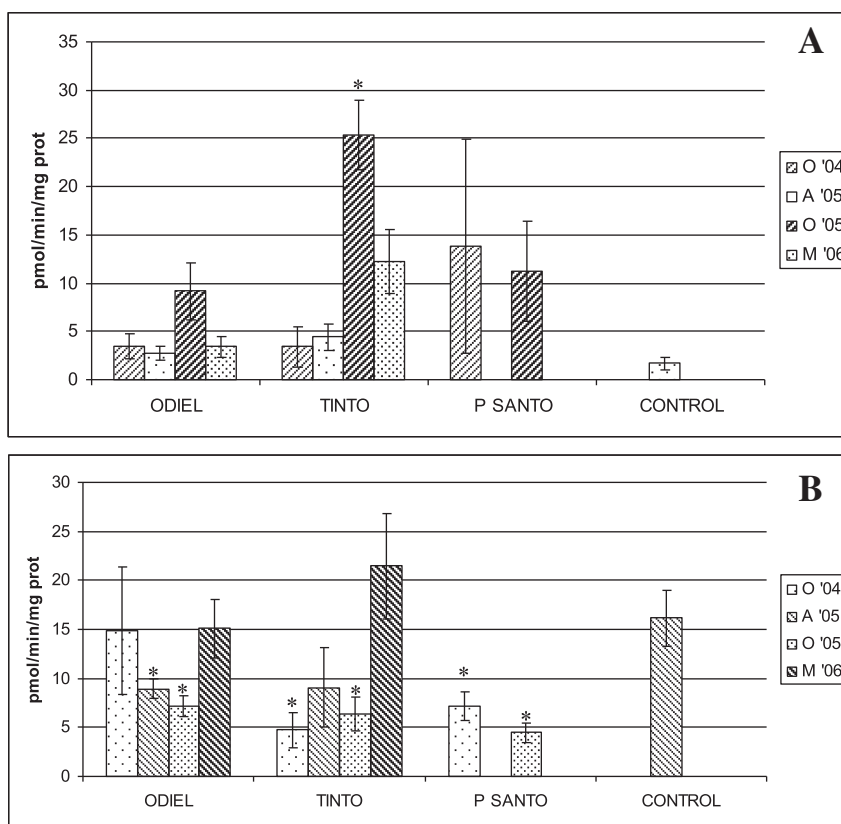 A
35
30
25
20
15
10
5
0
pmol/min/mg prot
*
ODIEL TINTO P SANTO CONTROL
O '04
A '05
O '05
M '06
B
30
25
20
15
10
5
0
pmol/min/mg prot
* * * * * *
ODIEL TINTO P SANTO CONTROL
O '04
A '05
O '05
M '06